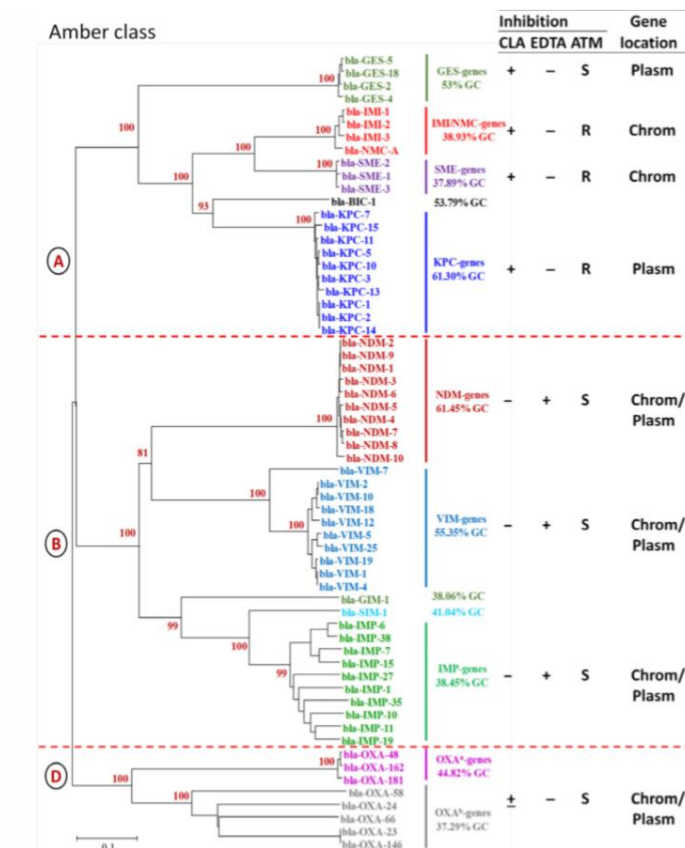 Amber class
Inhibition
Gene location
CLA EDTA ATM
bla-GES-5
bla-GES-18
bla-GES-2
bla-GES-4
100
GES-genes
53% GC
+ – S Plasm
100
bla-IMI-1
bla-IMI-2
bla-IMI-3
bla-NMC-A
100
100
IMI/NMC-genes
38.93% GC
+ – R Chrom
bla-SME-2
bla-SME-1
bla-SME-3
100
100
SME-genes
37.89% GC
+ – R Chrom
bla-BIC-1
53.79% GC
93
bla-KPC-7
bla-KPC-15
bla-KPC-11
bla-KPC-5
bla-KPC-10
bla-KPC-3
bla-KPC-13
bla-KPC-1
bla-KPC-2
bla-KPC-14
100
KPC-genes
61.30% GC
+ – R Plasm
A
bla-NDM-2
bla-NDM-9
bla-NDM-1
bla-NDM-3
bla-NDM-6
bla-NDM-5
bla-NDM-4
bla-NDM-7
bla-NDM-8
bla-NDM-10
100
NDM-genes
61.45% GC
– + S Chrom/
Plasm
81
bla-VIM-7
bla-VIM-2
bla-VIM-10
bla-VIM-18
bla-VIM-12
bla-VIM-5
bla-VIM-25
bla-VIM-19
bla-VIM-1
bla-VIM-4
100
100
VIM-genes
55.35% GC
– + S Chrom/
Plasm
100
B
bla-GIM-1
38.06% GC
bla-SIM-1
41.04% GC
99
100
bla-IMP-6
bla-IMP-38
bla-IMP-7
bla-IMP-15
bla-IMP-27
bla-IMP-1
bla-IMP-35
bla-IMP-10
bla-IMP-11
bla-IMP-19
99
IMP-genes
38.45% GC
– + S Chrom/
Plasm
D
bla-OXA-48
bla-OXA-162
bla-OXA-181
100
100
OXAª-genes
44.82% GC
bla-OXA-58
bla-OXA-24
bla-OXA-66
bla-OXA-23
bla-OXA-146
100
OXAᵇ-genes
37.29% GC
± – S Chrom/
Plasm
0.1